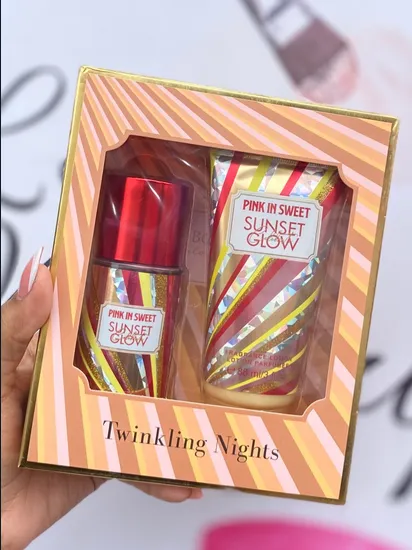 PINK IN SWEET
SUNSET
GLOW
PINK IN SWEET
SUNSET
GLOW
Twinkling Nights